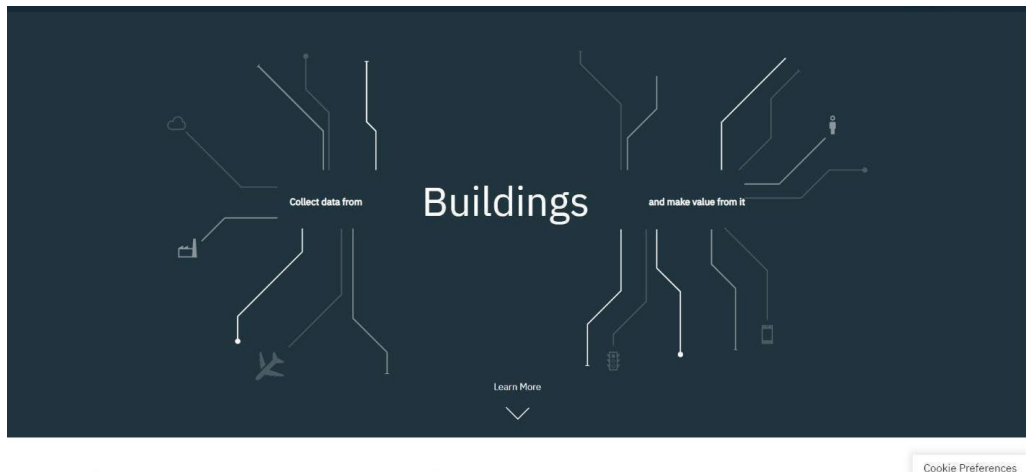 Collect data from Buildings and make value from it
Learn More
Cookie Preferences